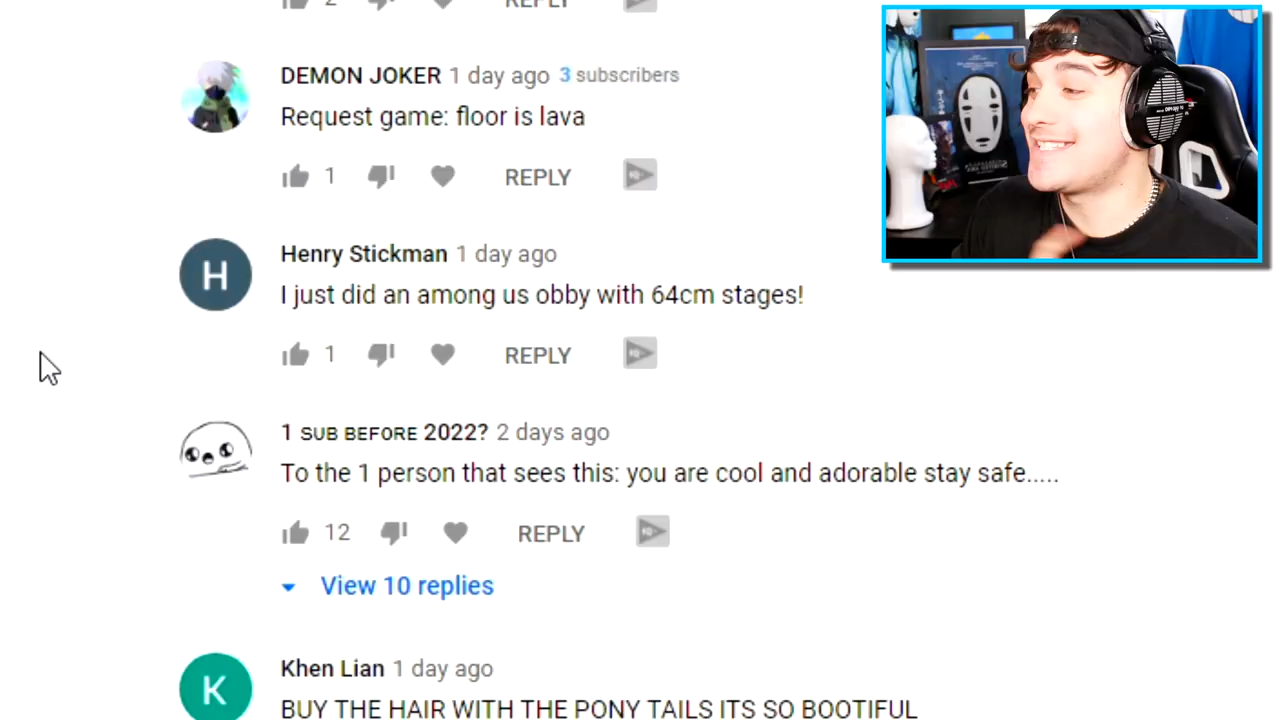 2 REPLY
DEMON JOKER 1 day ago 3 subscribers
Request game: floor is lava
1 REPLY
H Henry Stickman 1 day ago
I just did an among us obby with 64cm stages!
1 REPLY
1 SUB BEFORE 2022? 2 days ago
To the 1 person that sees this: you are cool and adorable stay safe.....
12 REPLY
View 10 replies
K Khen Lian 1 day ago
BUY THE HAIR WITH THE PONY TAILS ITS SO BOOTIFUL